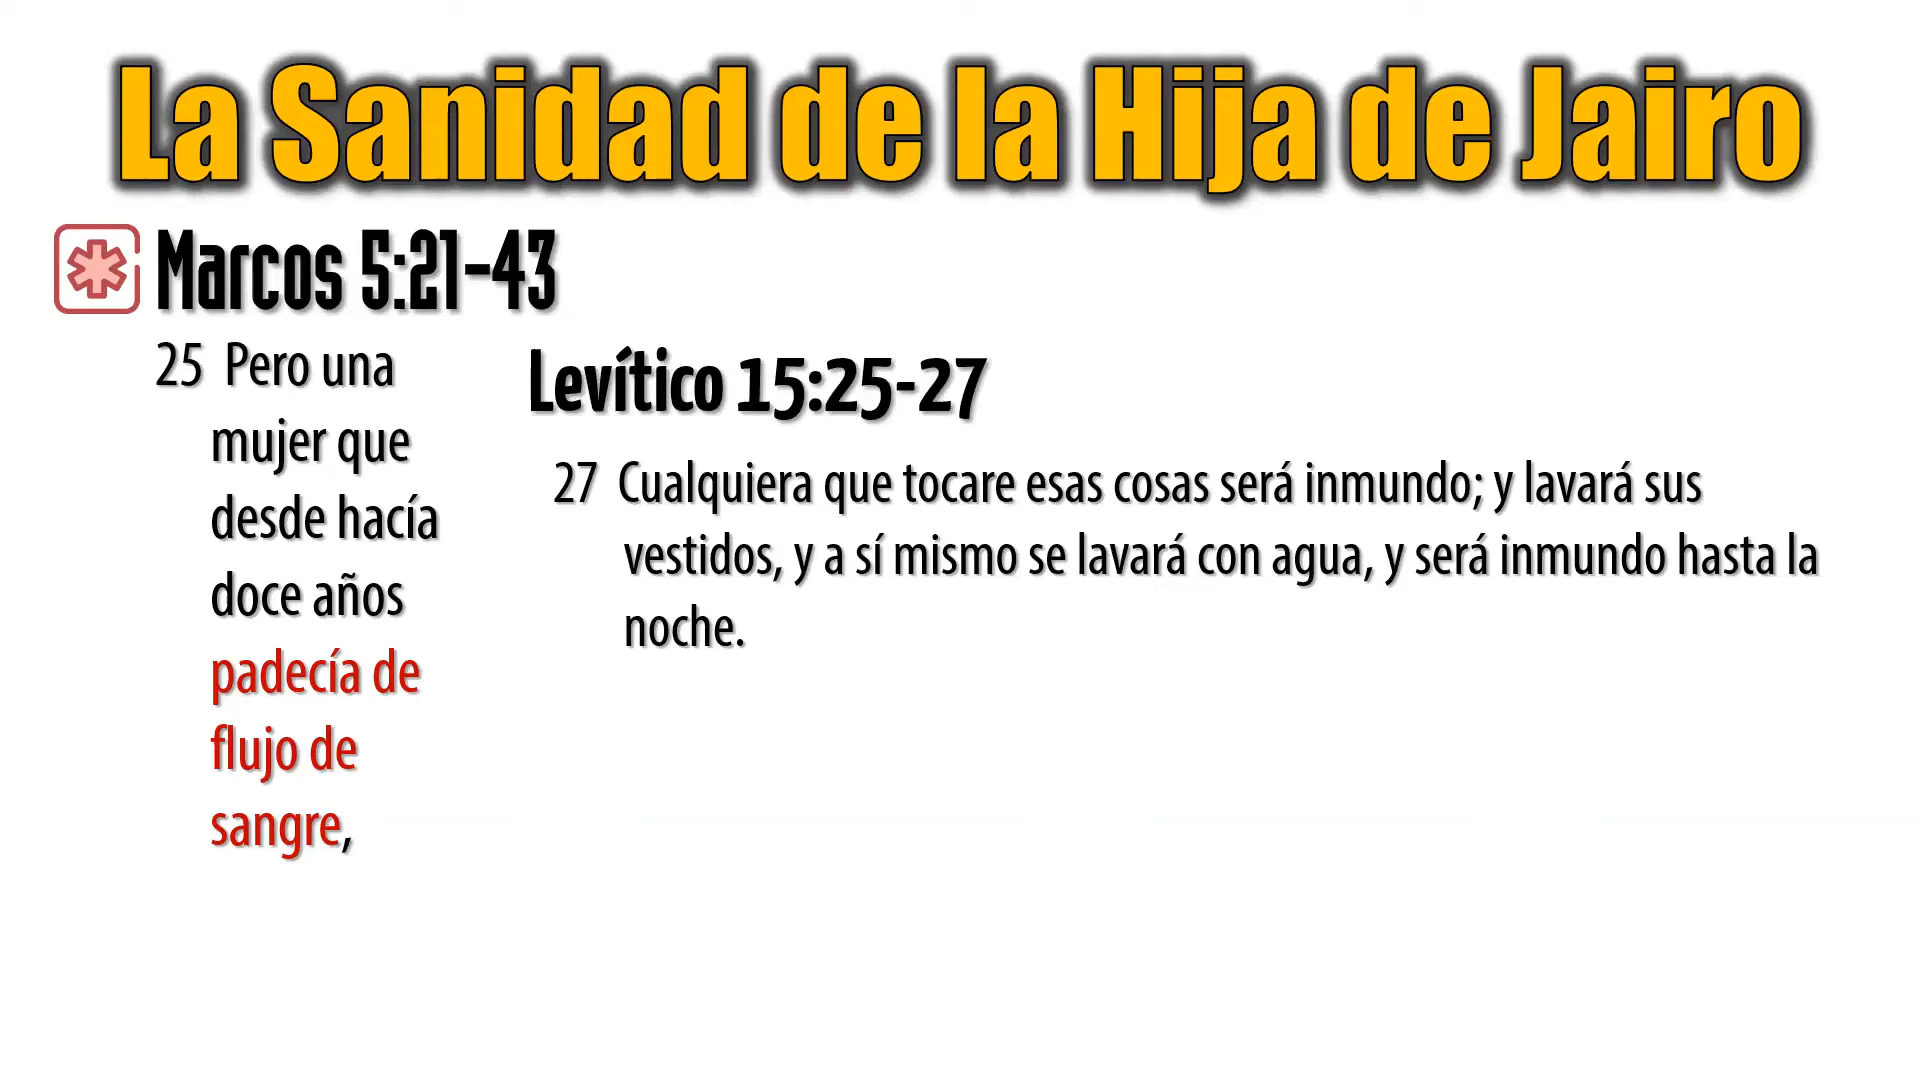 La Sanidad de la Hija de Jairo
Marcos 5:21-43
25 Pero una
mujer que
desde hacía
doce años
padecía de
flujo de
sangre,
Levítico 15:25-27
27 Cualquiera que tocare esas cosas será inmundo; y lavará sus
vestidos, y a sí mismo se lavará con agua, y será inmundo hasta la
noche.